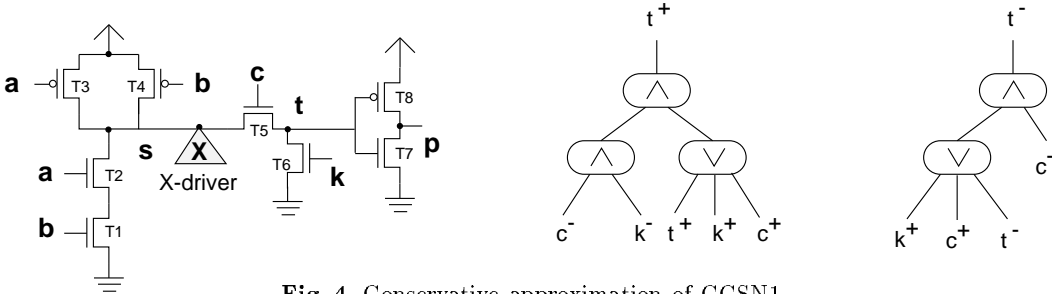 a
T3
T4
b
c
t
T5
T8
T7
p
s
X
X-driver
T6
k
a
T2
b
T1
t+
∧
∧
∨
c-
k-
t+
k+
c+
t-
∧
∨
c-
k+
c+
t-
Fig. 4. Conservative approximation of CCSN1